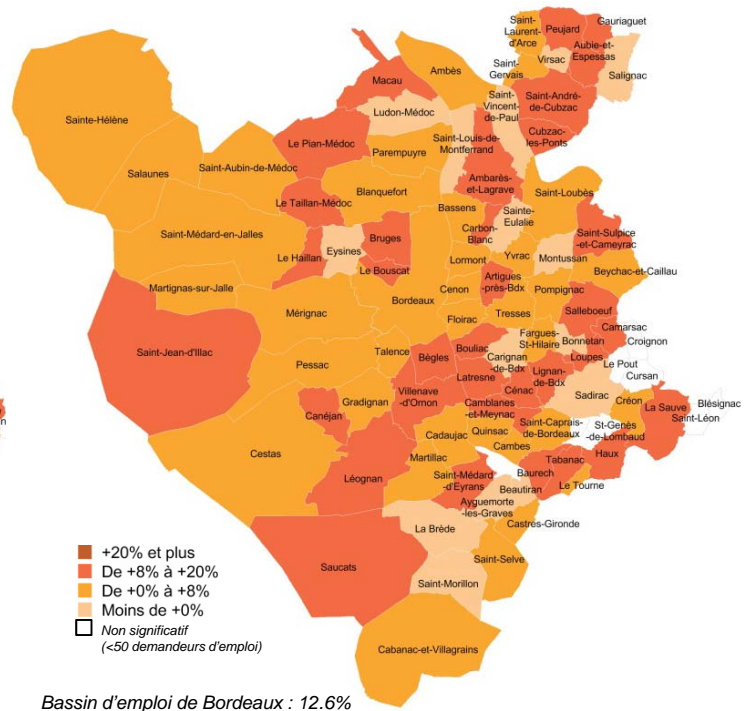 Saint-
Laurent-
d'Arce
Peujard
Gauriaguet
Aubie-et-
Espessas
Virsac
Saint-
Gervais
Salignac
Macau
Ambès
Saint-
Vincent-
de-Paul
Saint-André-
de-Cubzac
Sainte-Hélène
Ludon-Médoc
Cubzac-
les-Ponts
Le Pian-Médoc
Saint-Louis-de-
Montferrand
Parempuyre
Salaunes
Saint-Aubin-de-Médoc
Ambarès-
et-Lagrave
Blanquefort
Saint-Loubès
Le Taillan-Médoc
Bassens
Sainte-
Eulalie
Carbon-
Blanc
Saint-Sulpice
-et-Cameyrac
Saint-Médard-en-Jalles
Bruges
Le Haillan
Eysines
Yvrac
Montussan
Lormont
Le Bouscat
Beychac-et-Caillau
Artigues
-près-Bdx
Martignas-sur-Jalle
Cenon
Pompignac
Bordeaux
Mérignac
Floirac
Tresses
Salleboeuf
Camarsac
Fargues-
St-Hilaire
Bonnetan
Croignon
Saint-Jean-d'Illac
Talence
Bouliac
Bègles
Carignan
-de-Bdx
Loupes
Le Pout
Pessac
Cursan
Latresne
Lignan-
de-Bdx
Villenave
-d'Ornon
Cénac
Sadirac
Blésignac
Canéjan
Gradignan
Camblanes
-et-Meynac
Créon
La Sauve
Saint-Léon
Saint-Caprais-
de-Bordeaux
St-Genès
-de-Lombaud
Cadaujac
Quinsac
Cestas
Cambes
Martillac
Tabanac
Haux
Léognan
Saint-Médard
-d'Eyrans
Baurech
Beautiran
Le Tourne
Ayguemorte
-les-Graves
Castres-Gironde
La Brède
Saucats
Saint-Selve
Saint-Morillon
Cabanac-et-Villagrains
+20% et plus
De +8% à +20%
De +0% à +8%
Moins de +0%
Non significatif
(<50 demandeurs d'emploi)
Bassin d'emploi de Bordeaux : 12.6%